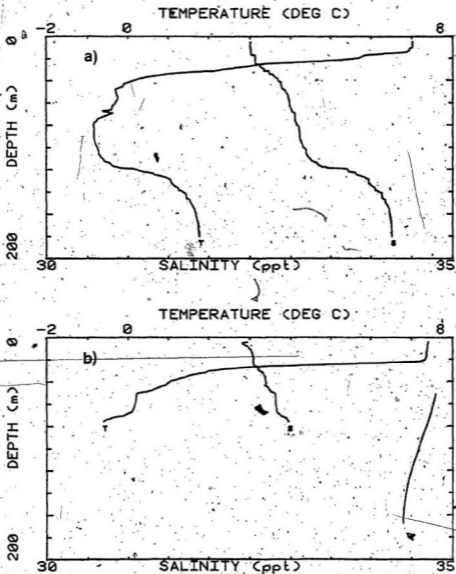 TEMPERATURE (DEG C)
-2 0 8
0
a)
DEPTH (m)
200
T S
30 SALINITY (ppt) 35
TEMPERATURE (DEG C)
-2 0 8
0
b)
DEPTH (m)
T S
200
30 SALINITY (ppt) 35